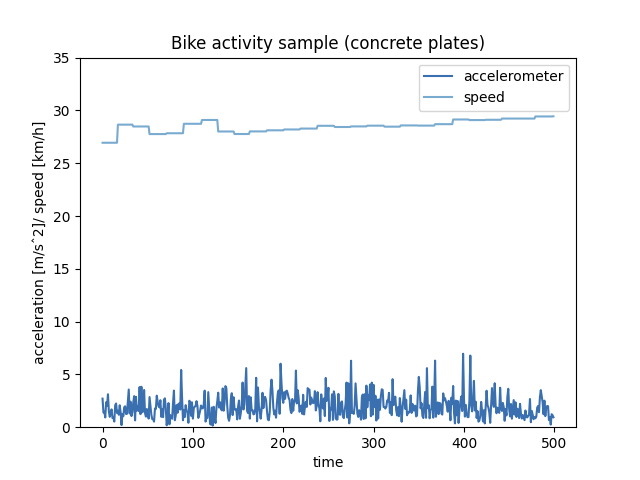 Bike activity sample (concrete plates)
accelerometer
speed
acceleration [m/sˆ2]/ speed [km/h]
35
30
25
20
15
10
5
0
0 100 200 300 400 500
time